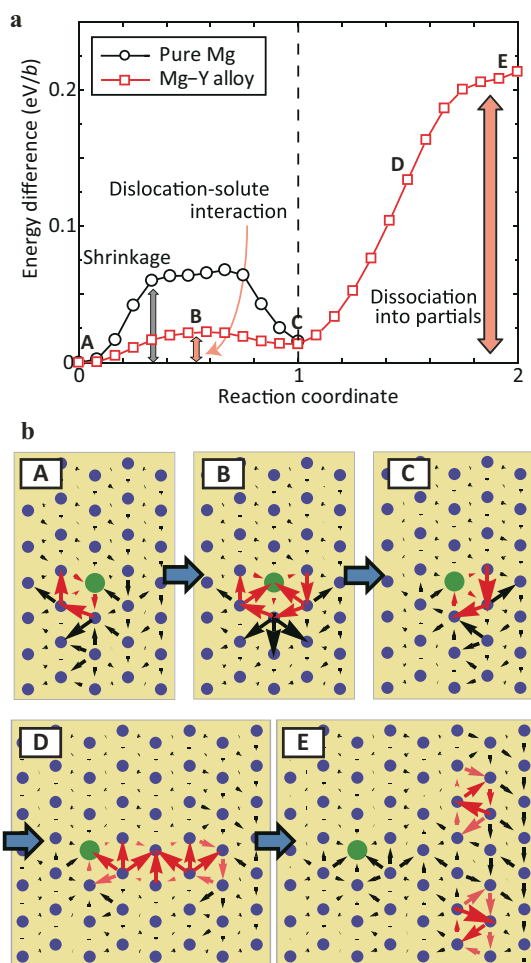 a
Pure Mg
Mg–Y alloy
Energy difference (eV/b)
0.2
0.1
0
Dislocation-solute
interaction
Shrinkage
A
B
C
D
E
Dissociation
into partials
0
1
2
Reaction coordinate
b
A
B
C
D
E